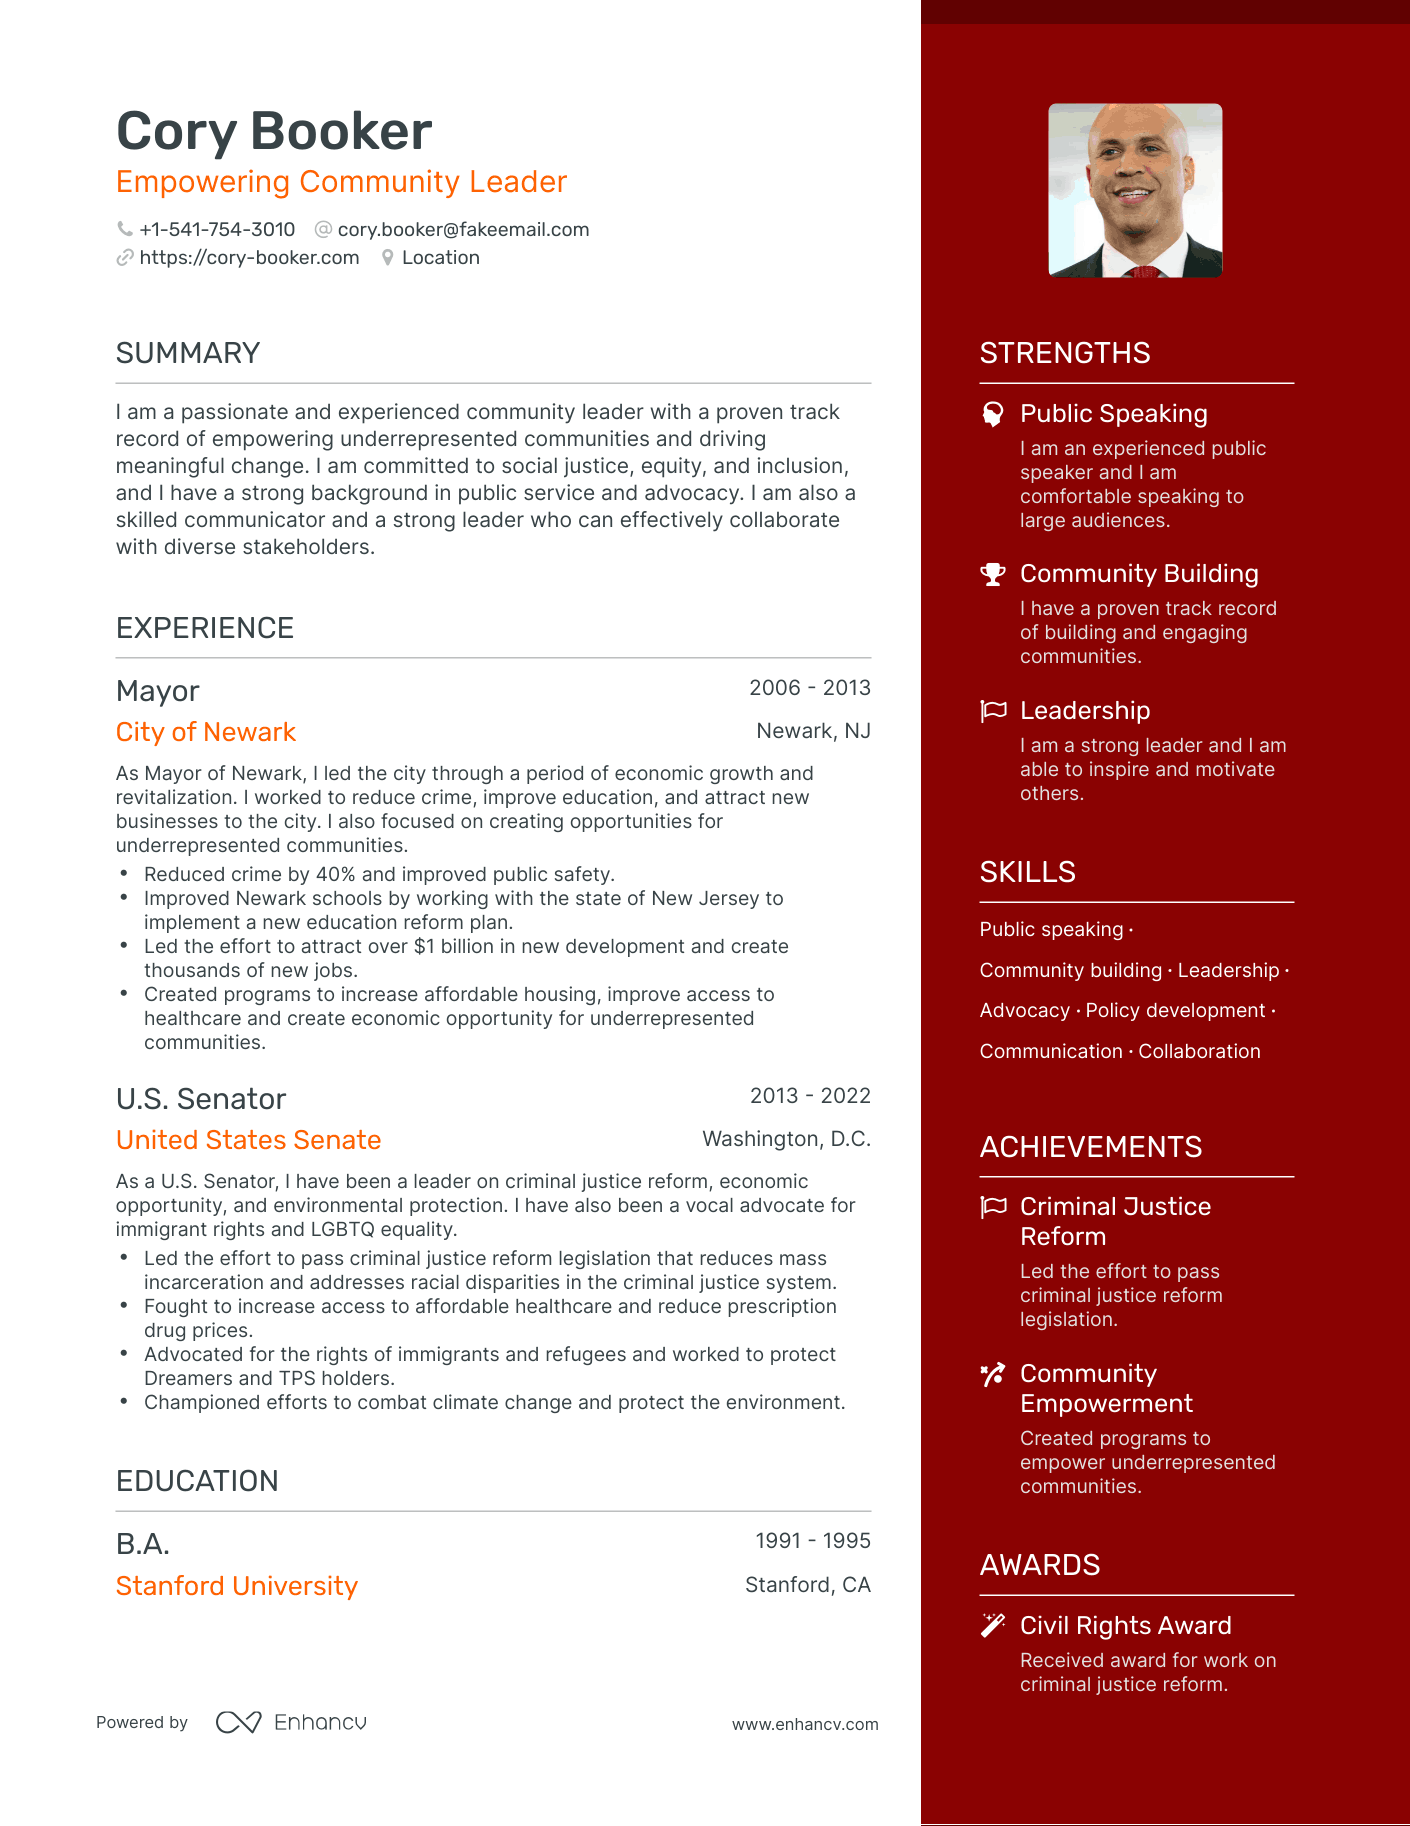 Cory Booker
Empowering Community Leader
+1-541-754-3010 cory.booker@fakeemail.com
https://cory-booker.com Location
SUMMARY
I am a passionate and experienced community leader with a proven track
record of empowering underrepresented communities and driving
meaningful change. I am committed to social justice, equity, and inclusion,
and I have a strong background in public service and advocacy. I am also a
skilled communicator and a strong leader who can effectively collaborate
with diverse stakeholders.
EXPERIENCE
Mayor 2006 - 2013
City of Newark Newark, NJ
As Mayor of Newark, I led the city through a period of economic growth and
revitalization. I worked to reduce crime, improve education, and attract new
businesses to the city. I also focused on creating opportunities for
underrepresented communities.
• Reduced crime by 40% and improved public safety.
• Improved Newark schools by working with the state of New Jersey to
implement a new education reform plan.
• Led the effort to attract over $1 billion in new development and create
thousands of new jobs.
• Created programs to increase affordable housing, improve access to
healthcare and create economic opportunity for underrepresented
communities.
U.S. Senator 2013 - 2022
United States Senate Washington, D.C.
As a U.S. Senator, I have been a leader on criminal justice reform, economic
opportunity, and environmental protection. I have also been a vocal advocate for
immigrant rights and LGBTQ equality.
• Led the effort to pass criminal justice reform legislation that reduces mass
incarceration and addresses racial disparities in the criminal justice system.
• Fought to increase access to affordable healthcare and reduce prescription
drug prices.
• Advocated for the rights of immigrants and refugees and worked to protect
Dreamers and TPS holders.
• Championed efforts to combat climate change and protect the environment.
EDUCATION
B.A. 1991 - 1995
Stanford University Stanford, CA
Powered by Enhancv www.enhancv.com
STRENGTHS
Public Speaking
I am an experienced public
speaker and I am
comfortable speaking to
large audiences.
Community Building
I have a proven track record
of building and engaging
communities.
Leadership
I am a strong leader and I am
able to inspire and motivate
others.
SKILLS
Public speaking ·
Community building · Leadership ·
Advocacy · Policy development ·
Communication · Collaboration
ACHIEVEMENTS
Criminal Justice
Reform
Led the effort to pass
criminal justice reform
legislation.
Community
Empowerment
Created programs to
empower underrepresented
communities.
AWARDS
Civil Rights Award
Received award for work on
criminal justice reform.